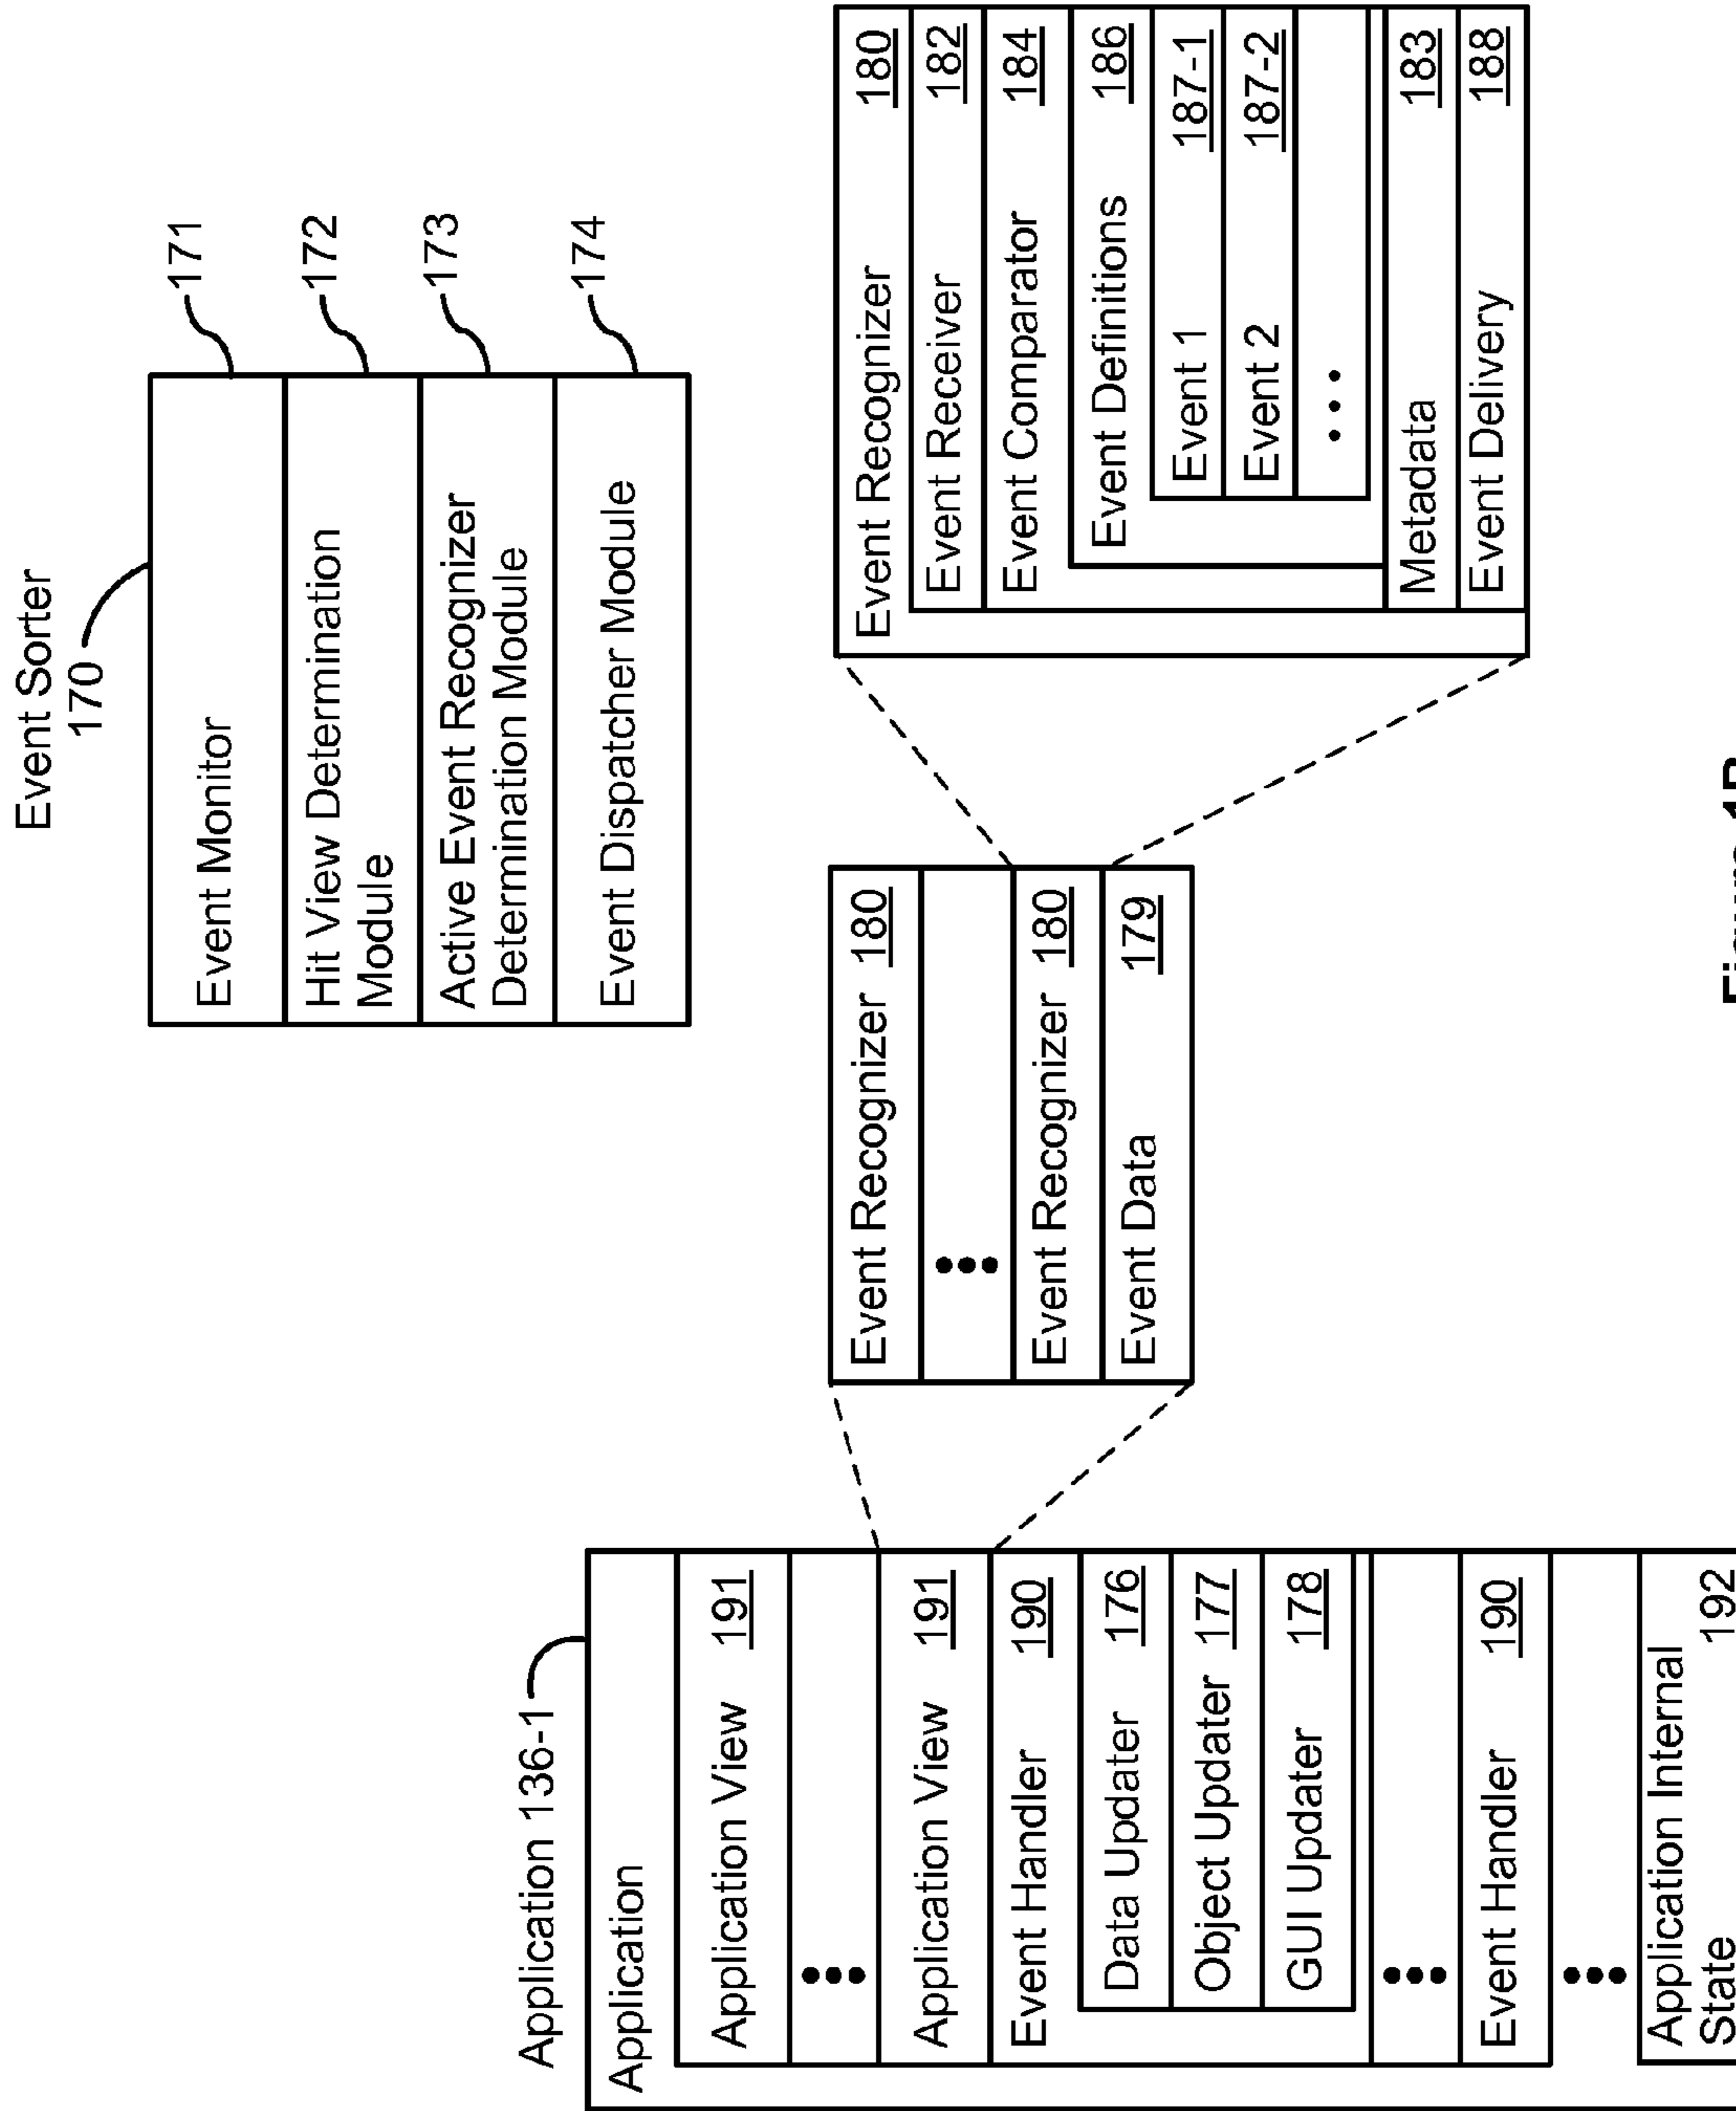 Event Sorter
170
Event Monitor
171
Hit View Determination
Module
172
Active Event Recognizer
Determination Module
173
Event Dispatcher Module
174
Application 136-1
Application
Application View 191
•••
Application View 191
Event Handler 190
Data Updater 176
Object Updater 177
GUI Updater 178
•••
Event Handler 190
•••
Application Internal
State 192
Event Recognizer 180
•••
Event Recognizer 180
Event Data 179
Event Recognizer 180
Event Receiver 182
Event Comparator 184
Event Definitions 186
Event 1 187-1
Event 2 187-2
•••
Metadata 183
Event Delivery 188